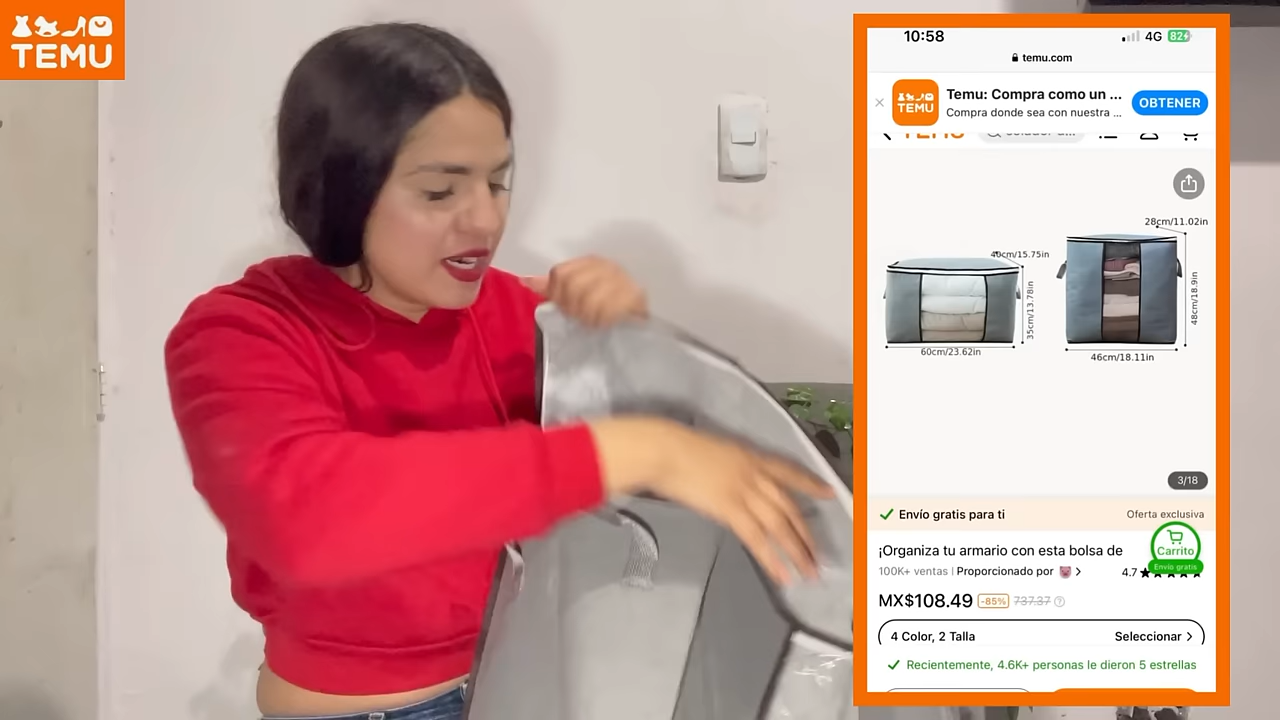 TEMU
10:58
4G
82
temu.com
TEMU
Temu: Compra como un ...
Compra donde sea con nuestra ...
OBTENER
TEMU
28cm/11.02in
40cm/15.75in
35cm/13.78in
48cm/18.9in
60cm/23.62in
46cm/18.11in
3/18
Envío gratis para ti
Oferta exclusiva
Carrito
Envío gratis
¡Organiza tu armario con esta bolsa de
100K+ ventas | Proporcionado por
4.7
MX$108.49 -85% 737.37
4 Color, 2 Talla
Seleccionar
Recientemente, 4.6K+ personas le dieron 5 estrellas